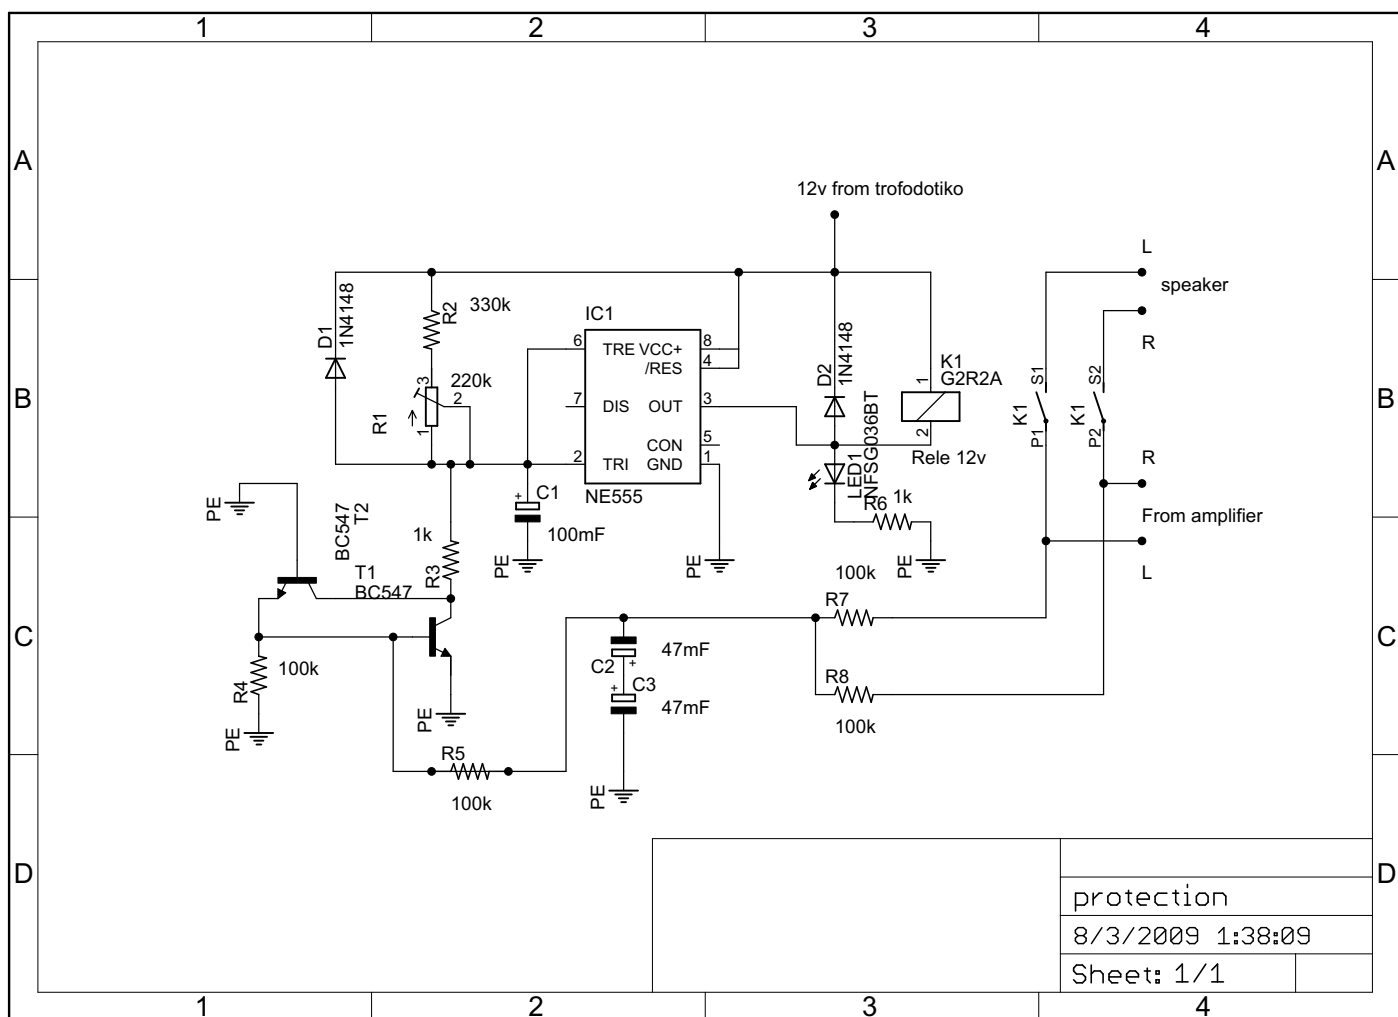 1 2 3 4
A A
12v from trofodotiko
L
speaker
R
D1
1N4148
R2
330k
IC1
6 TRE VCC+ 8
/RES 4
7 DIS OUT 3
CON 5
2 TRI GND 1
NE555
3
220k
2
R1
1
D2
1N4148
1
K1
G2R2A
2
Rele 12v
K1
S1
P1
K1
S2
P2
B B
R
From amplifier
L
LED1
NFSG036BT
R6
1k
PE
PE
+
C1
100mF
PE
PE
BC547
T2
T1
BC547
1k
R3
100k
R7
R8
100k
C C
R4
100k
PE
PE
C2
+
47mF
+
C3
47mF
PE
R5
100k
D D
protection
8/3/2009 1:38:09
Sheet: 1/1
1 2 3 4